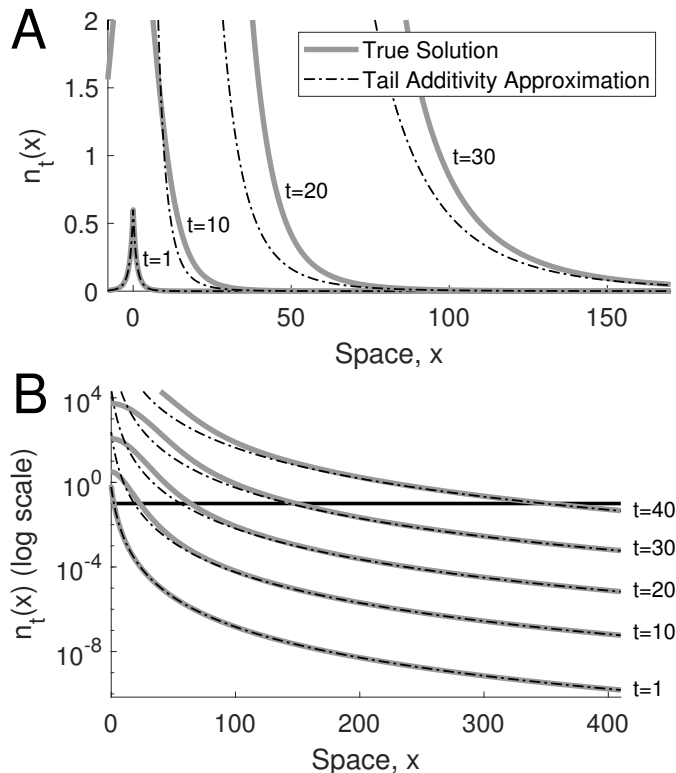 A
n_t(x)
2
1.5
1
0.5
0
True Solution
Tail Additivity Approximation
t=1
t=10
t=20
t=30
0
50
100
150
Space, x
B
n_t(x) (log scale)
10^4
10^0
10^-4
10^-8
t=40
t=30
t=20
t=10
t=1
0
100
200
300
400
Space, x